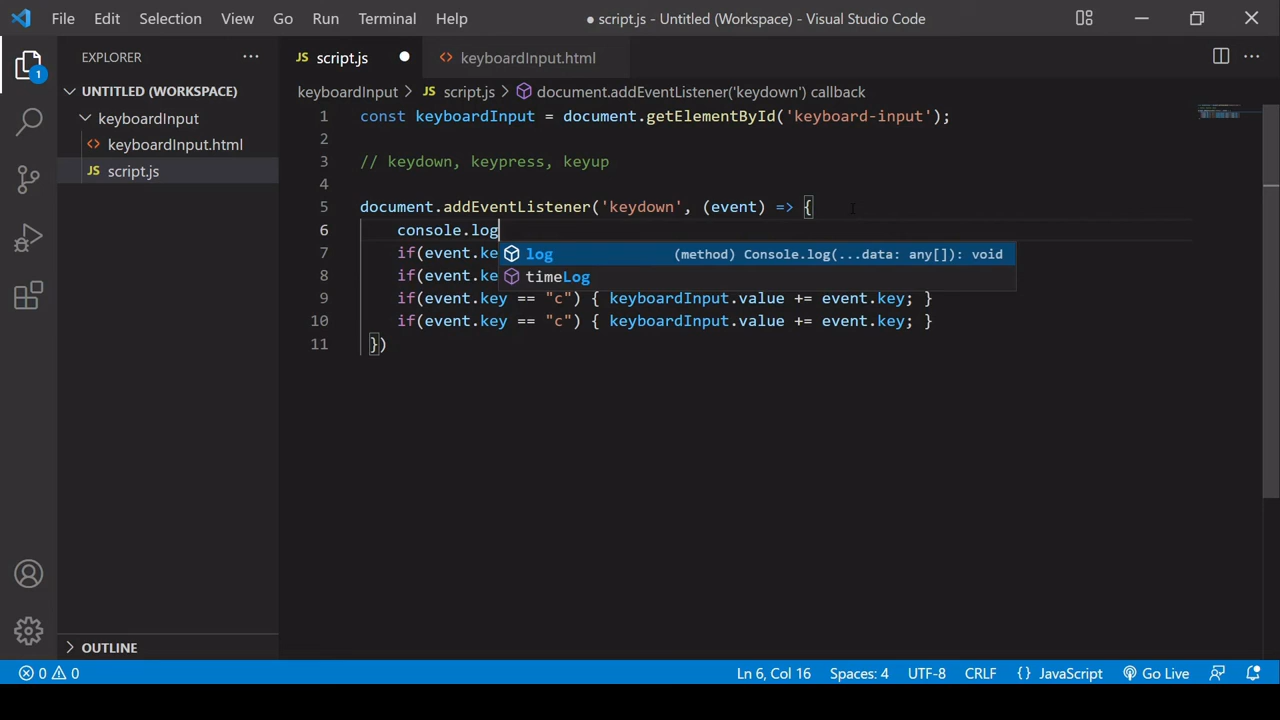 File Edit Selection View Go Run Terminal Help ● script.js - Untitled (Workspace) - Visual Studio Code
EXPLORER ···
JS script.js ●
<> keyboardInput.html
1
UNTITLED (WORKSPACE)
keyboardInput
<> keyboardInput.html
JS script.js
keyboardInput > JS script.js > document.addEventListener('keydown') callback
1 const keyboardInput = document.getElementById('keyboard-input');
2
3 // keydown, keypress, keyup
4
5 document.addEventListener('keydown', (event) => {
6 console.log
7 if(event.ke
8 if(event.ke
log (method) Console.log(...data: any[]): void
timeLog
9 if(event.key == "c") { keyboardInput.value += event.key; }
10 if(event.key == "c") { keyboardInput.value += event.key; }
11 })
OUTLINE
0 0 Ln 6, Col 16 Spaces: 4 UTF-8 CRLF {} JavaScript Go Live